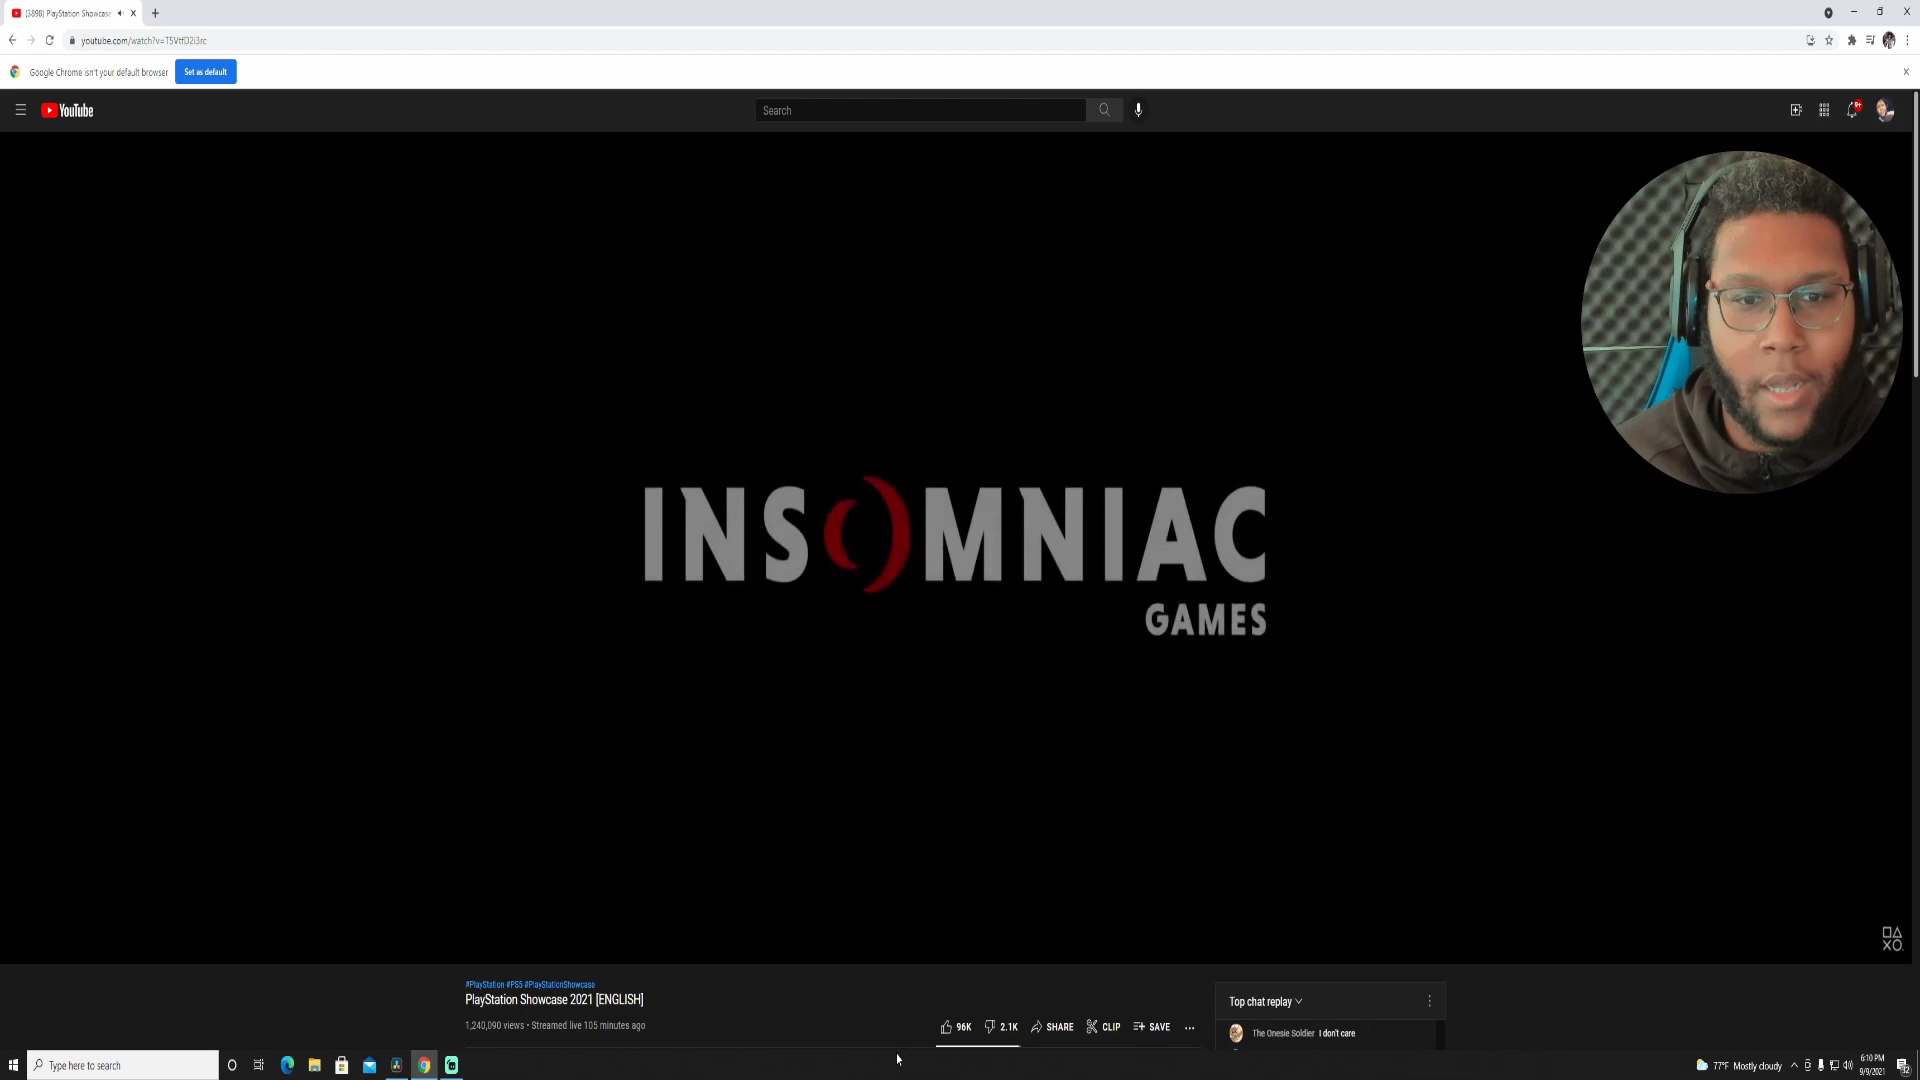 (3898) PlayStation Showcase
youtube.com/watch?v=T5VtfD2i3rc
Google Chrome isn't your default browser
Set as default
YouTube
Search
9+
INSOMNIAC
GAMES
#PlayStation #PS5 #PlayStationShowcase
PlayStation Showcase 2021 [ENGLISH]
1,240,090 views • Streamed live 105 minutes ago
96K
2.1K
SHARE
CLIP
SAVE
Top chat replay
The Onesie Soldier I don't care
Type here to search
77°F Mostly cloudy
6:10 PM
9/9/2021